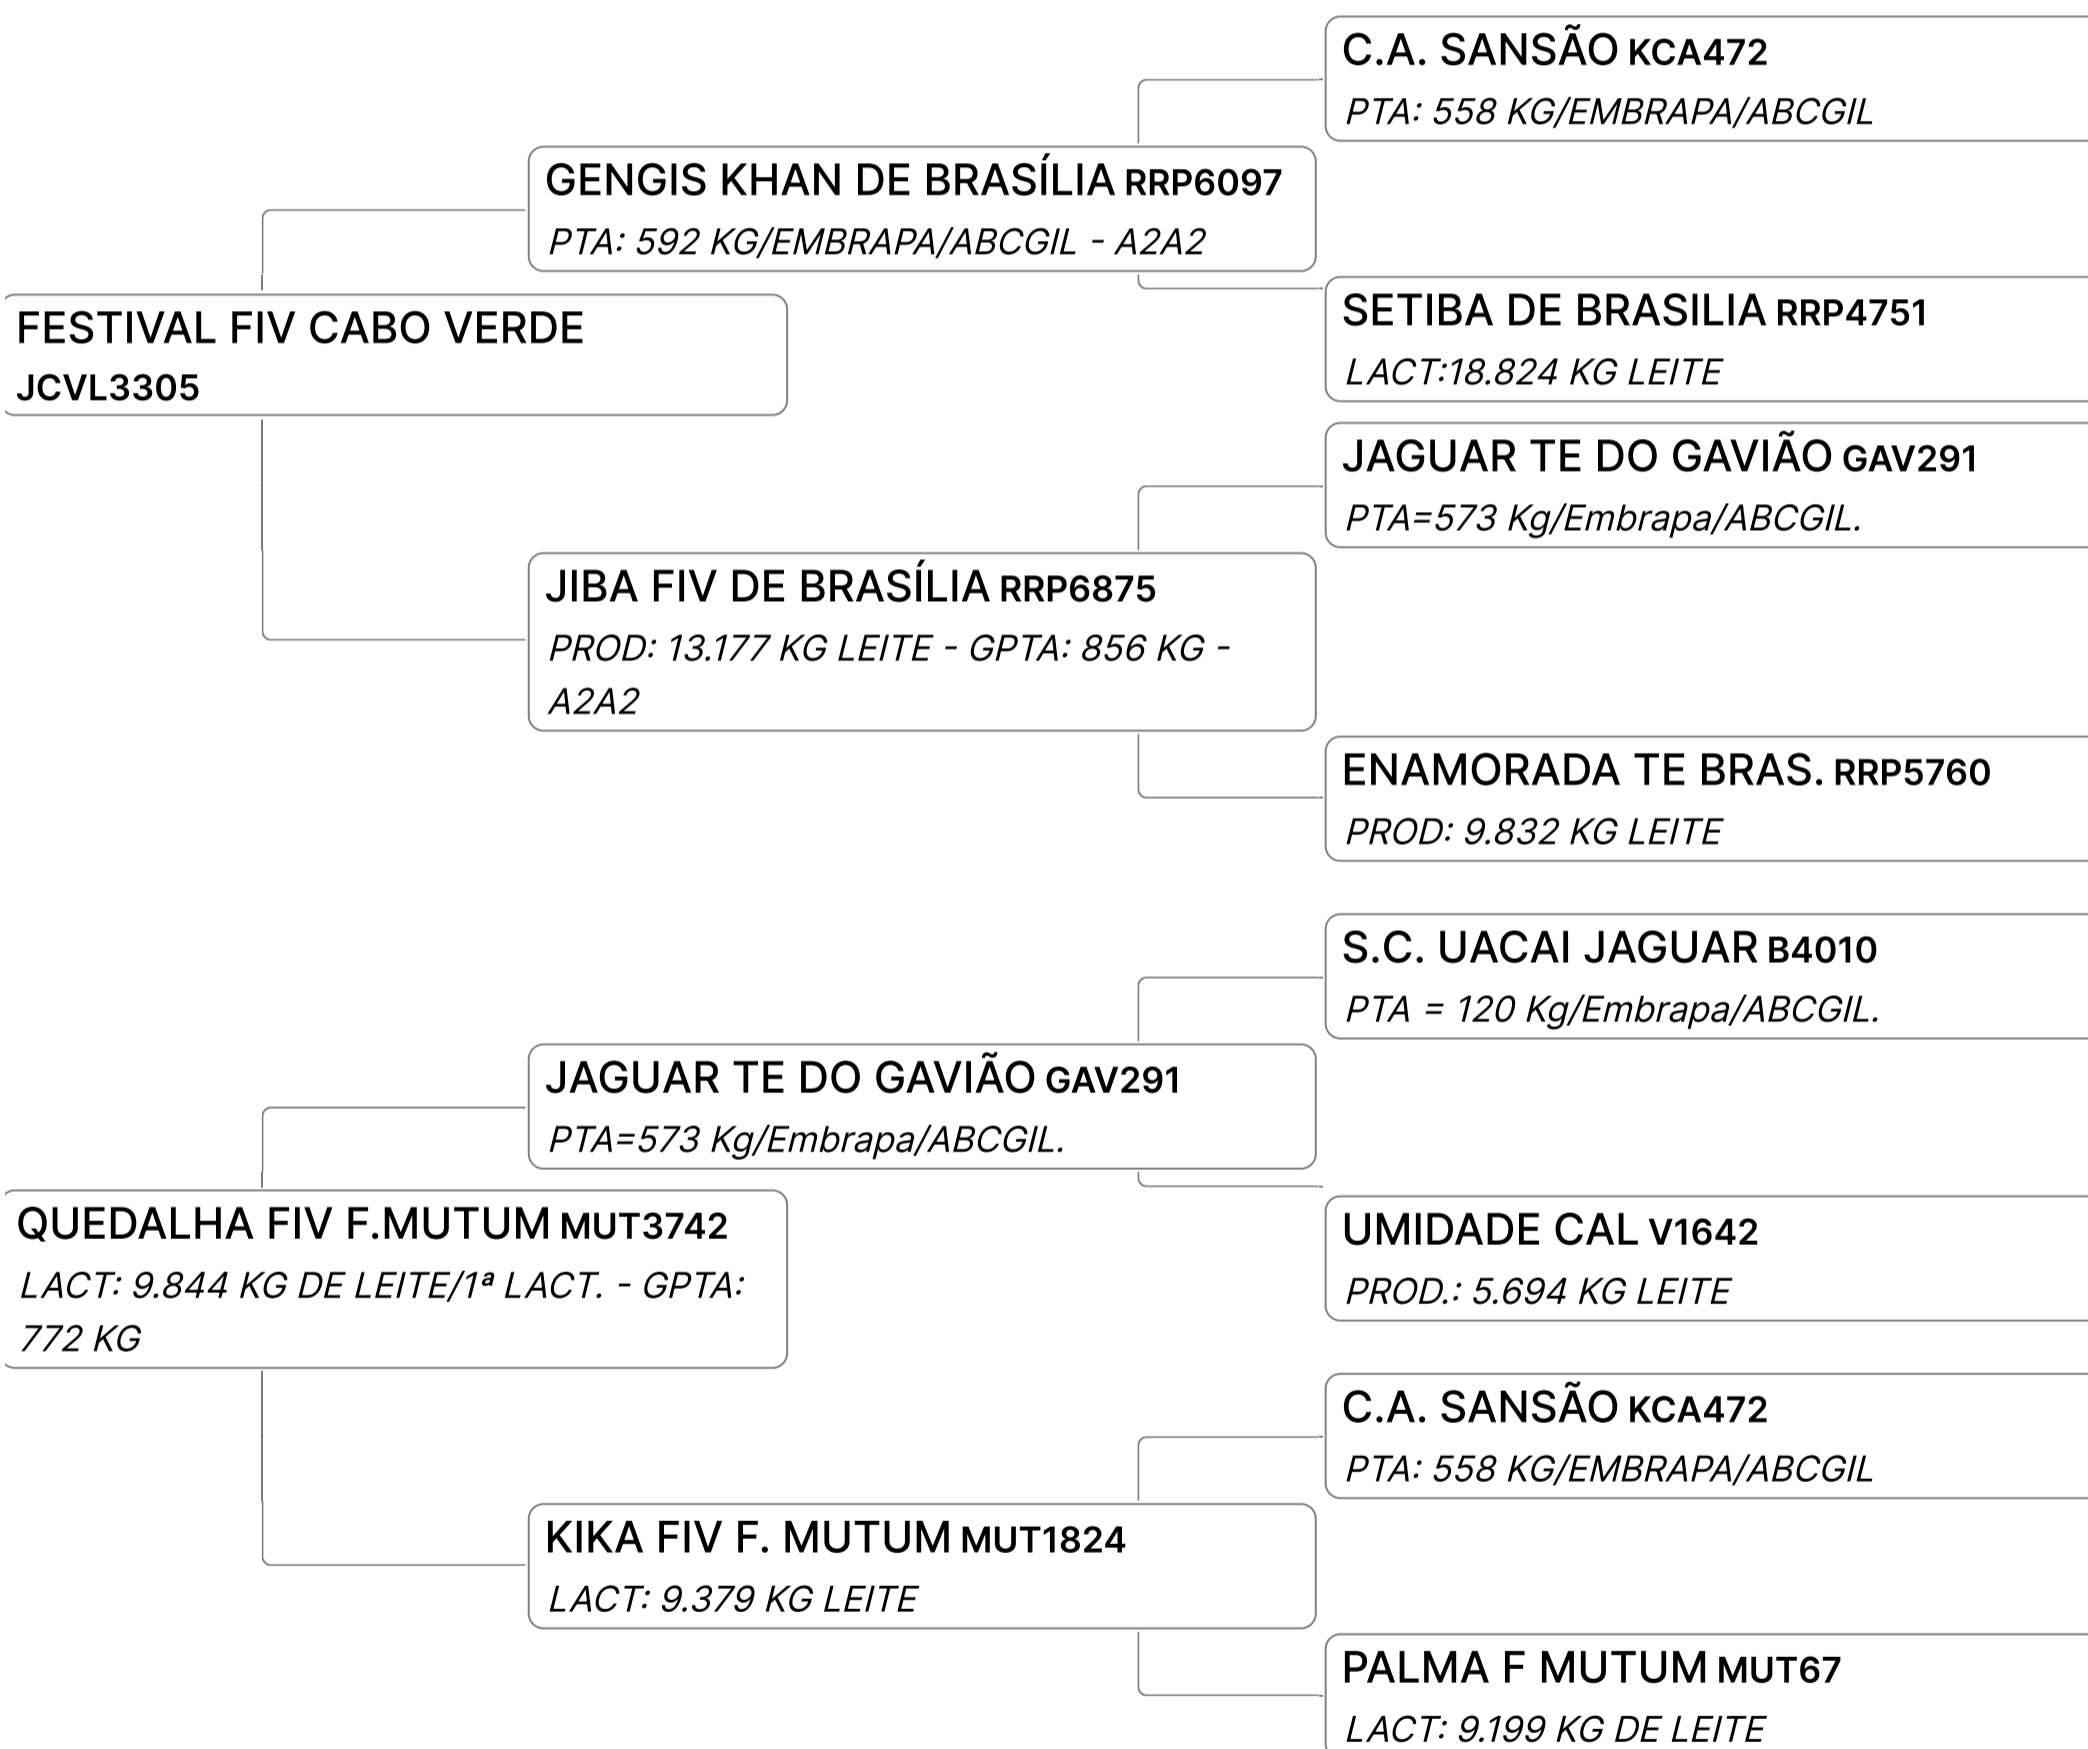 C.A. SANSÃO KCA472
PTA: 558 KG/EMBRAPA/ABCGIL
GENGIS KHAN DE BRASÍLIA RRP6097
PTA: 592 KG/EMBRAPA/ABCGIL - A2A2
SETIBA DE BRASILIA RRP4751
LACT:18.824 KG LEITE
FESTIVAL FIV CABO VERDE
JCVL3305
JAGUAR TE DO GAVIÃO GAV291
PTA=573 Kg/Embrapa/ABCGIL.
JIBA FIV DE BRASÍLIA RRP6875
PROD: 13.177 KG LEITE - GPTA: 856 KG -
A2A2
ENAMORADA TE BRAS. RRP5760
PROD: 9.832 KG LEITE
S.C. UACAI JAGUAR B4010
PTA = 120 Kg/Embrapa/ABCGIL.
JAGUAR TE DO GAVIÃO GAV291
PTA=573 Kg/Embrapa/ABCGIL.
UMIDADE CAL V1642
PROD.: 5.694 KG LEITE
QUEDALHA FIV F.MUTUM MUT3742
LACT: 9.844 KG DE LEITE/1ª LACT. - GPTA:
772 KG
C.A. SANSÃO KCA472
PTA: 558 KG/EMBRAPA/ABCGIL
KIKA FIV F. MUTUM MUT1824
LACT: 9.379 KG LEITE
PALMA F MUTUM MUT67
LACT: 9.199 KG DE LEITE